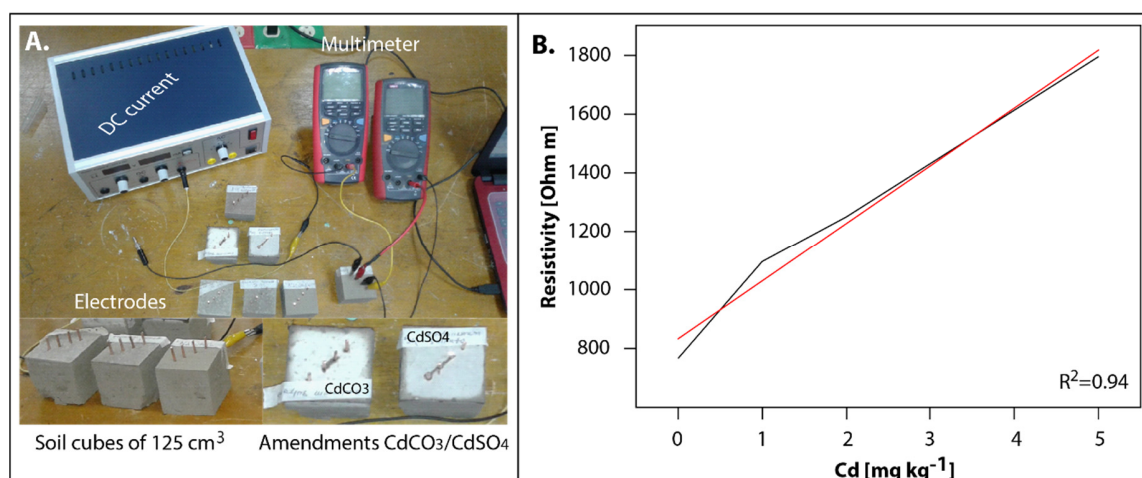 A.
Multimeter
DC current
Electrodes
CdSO4
CdCO3
Soil cubes of 125 cm³
Amendments CdCO3/CdSO4
B.
Resistivity [Ohm m]
1800
1600
1400
1200
1000
800
R²=0.94
0 1 2 3 4 5
Cd [mg kg⁻¹]